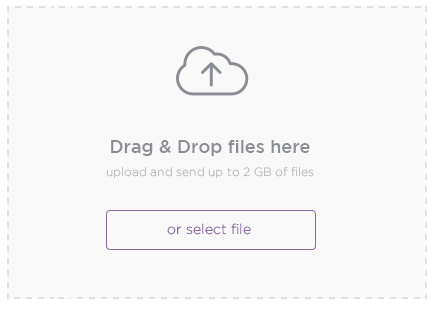 Drag & Drop files here
upload and send up to 2 GB of files
or select file